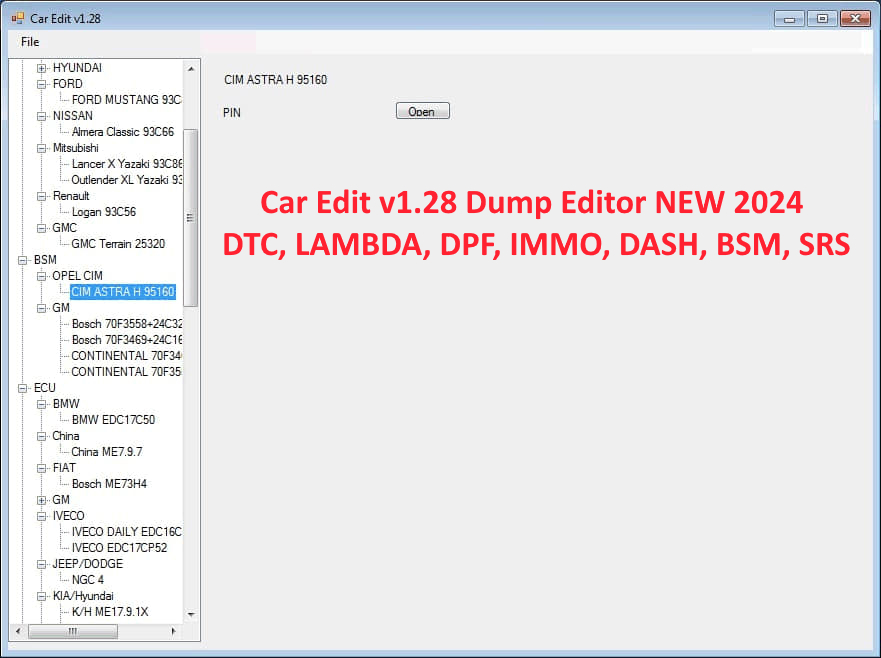 Car Edit v1.28
File
HYUNDAI
FORD
FORD MUSTANG 93C
NISSAN
Almera Classic 93C66
Mitsubishi
Lancer X Yazaki 93C86
Outlender XL Yazaki 93
Renault
Logan 93C56
GMC
GMC Terrain 25320
BSM
OPEL CIM
CIM ASTRA H 95160
GM
Bosch 70F3558+24C32
Bosch 70F3469+24C16
CONTINENTAL 70F34
CONTINENTAL 70F35
ECU
BMW
BMW EDC17C50
China
China ME7.9.7
FIAT
Bosch ME73H4
GM
IVECO
IVECO DAILY EDC16C
IVECO EDC17CP52
JEEP/DODGE
NGC 4
KIA/Hyundai
K/H ME17.9.1X
CIM ASTRA H 95160
PIN Open
Car Edit v1.28 Dump Editor NEW 2024
DTC, LAMBDA, DPF, IMMO, DASH, BSM, SRS